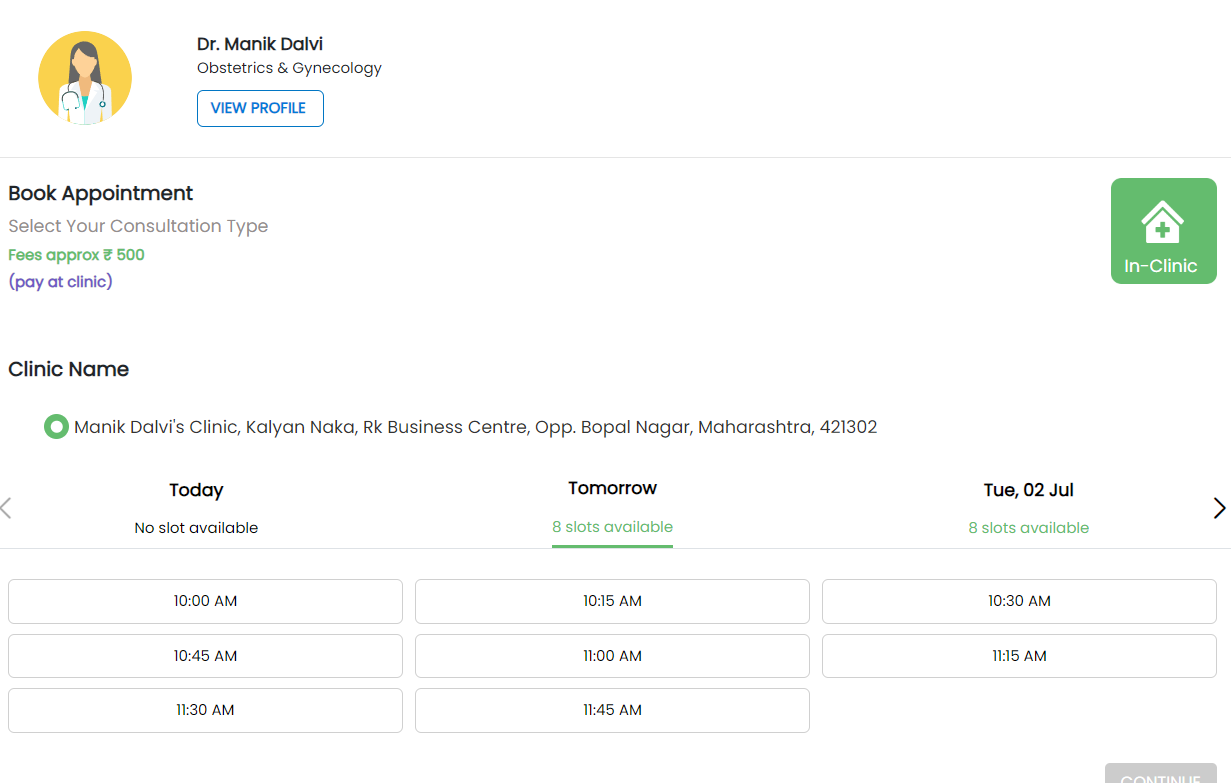 Dr. Manik Dalvi
Obstetrics & Gynecology
VIEW PROFILE
Book Appointment
Select Your Consultation Type
Fees approx ₹ 500
(pay at clinic)
In-Clinic
Clinic Name
Manik Dalvi's Clinic, Kalyan Naka, Rk Business Centre, Opp. Bopal Nagar, Maharashtra, 421302
Today
No slot available
Tomorrow
8 slots available
Tue, 02 Jul
8 slots available
10:00 AM
10:15 AM
10:30 AM
10:45 AM
11:00 AM
11:15 AM
11:30 AM
11:45 AM
CONTINUE